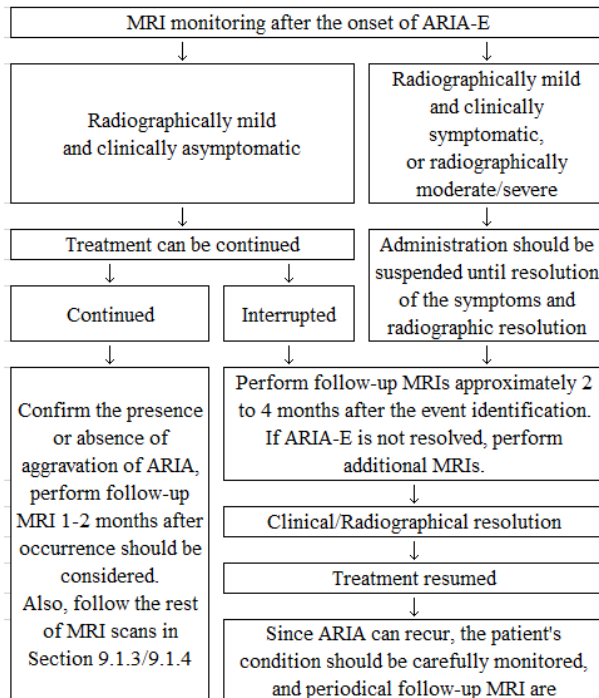 MRI monitoring after the onset of ARIA-E
Radiographically mild
and clinically asymptomatic
Radiographically mild
and clinically
symptomatic,
or radiographically
moderate/severe
Treatment can be continued
Administration should be
suspended until resolution
of the symptoms and
radiographic resolution
Continued
Interrupted
Confirm the presence
or absence of
aggravation of ARIA,
perform follow-up
MRI 1-2 months after
occurrence should be
considered.
Also, follow the rest
of MRI scans in
Section 9.1.3/9.1.4
Perform follow-up MRIs approximately 2
to 4 months after the event identification.
If ARIA-E is not resolved, perform
additional MRIs.
Clinical/Radiographical resolution
Treatment resumed
Since ARIA can recur, the patient's
condition should be carefully monitored,
and periodical follow-up MRI are